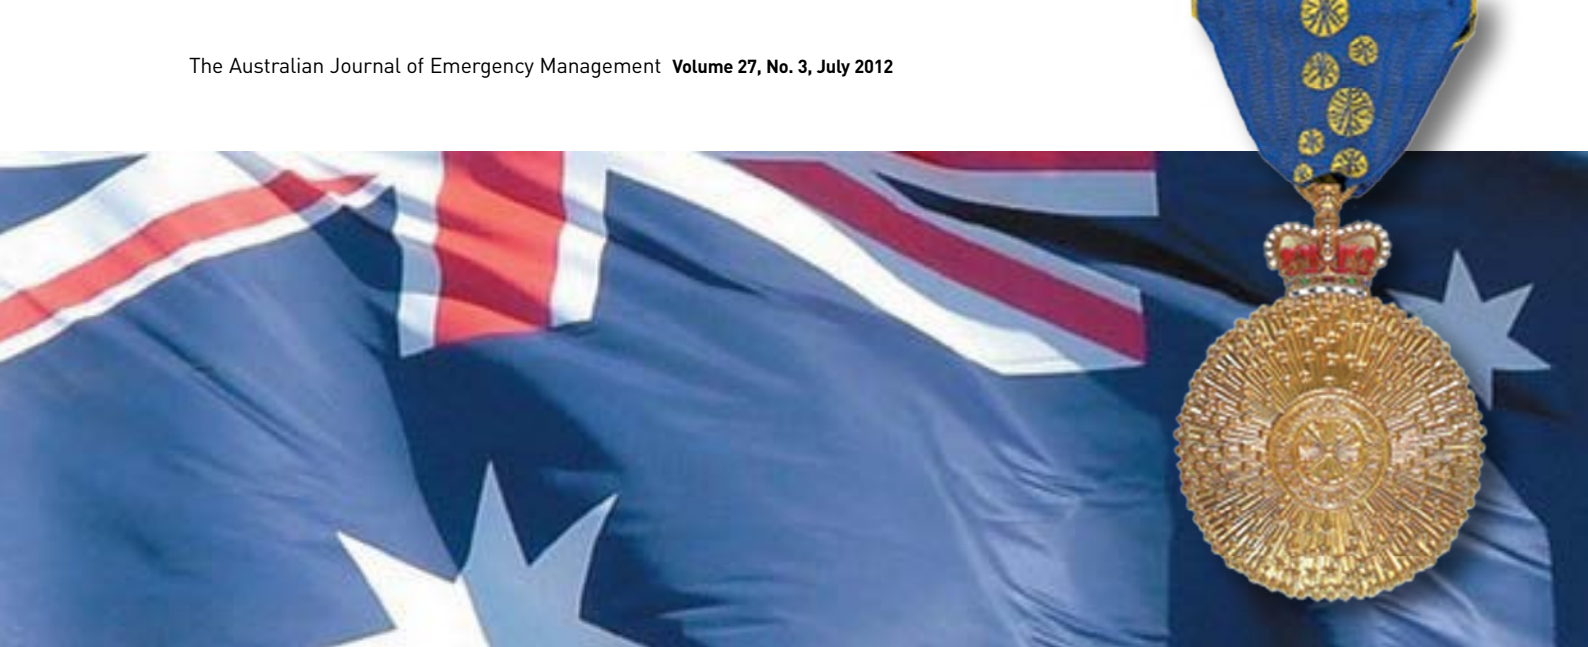 The Australian Journal of Emergency Management Volume 27, No. 3, July 2012